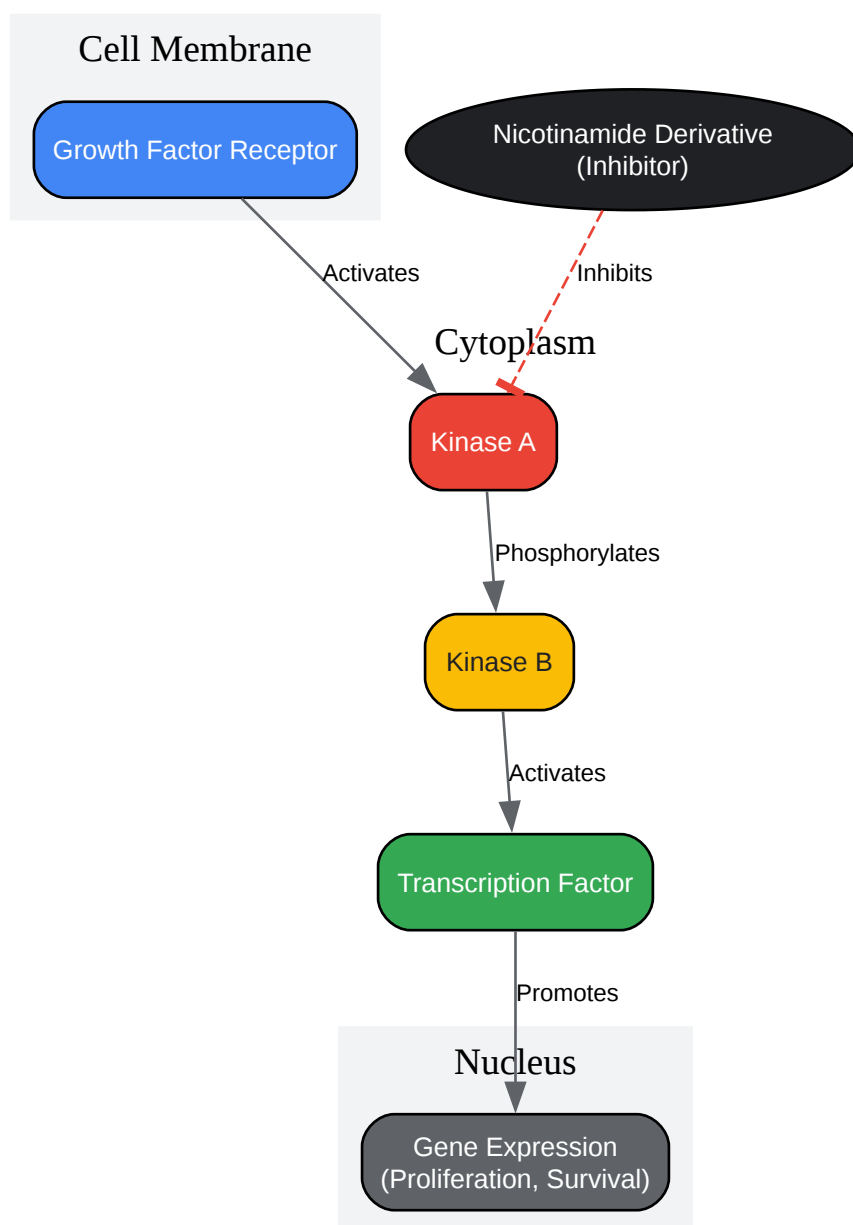 Cell Membrane
Growth Factor Receptor
Nicotinamide Derivative
(Inhibitor)
Activates
Inhibits
Cytoplasm
Kinase A
Phosphorylates
Kinase B
Activates
Transcription Factor
Promotes
Nucleus
Gene Expression
(Proliferation, Survival)